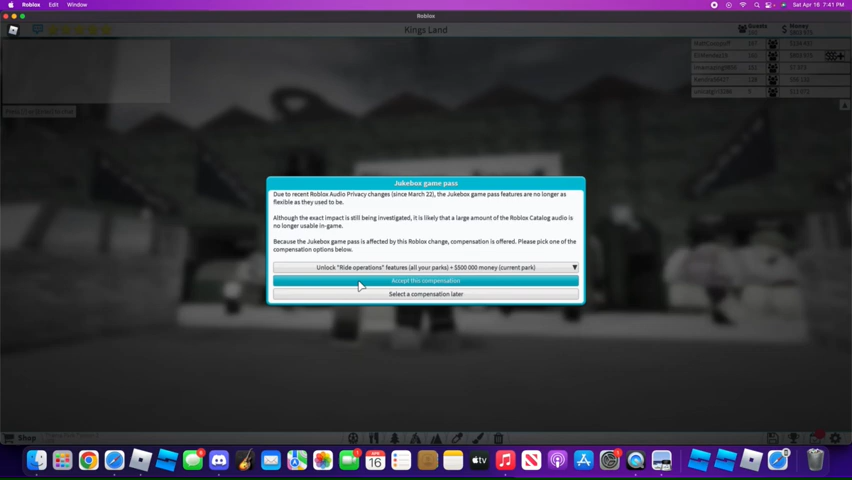 Roblox Edit Window Sat Apr 16 7:41 PM
Roblox
Kings Land
Guests
Money
Jukebox game pass
Due to recent Roblox Audio Privacy changes (since March 22), the Jukebox game pass features are no longer as
flexible as they used to be.
Although the exact impact is still being investigated, it is likely that a large amount of the Roblox Catalog audio is
no longer usable in-game.
Because the Jukebox game pass is affected by this Roblox change, compensation is offered. Please pick one of the
compensation options below.
Unlock "Ride operations" features (all your parks) + $500 000 money (current park)
Accept this compensation
Select a compensation later
Shop
APR
16